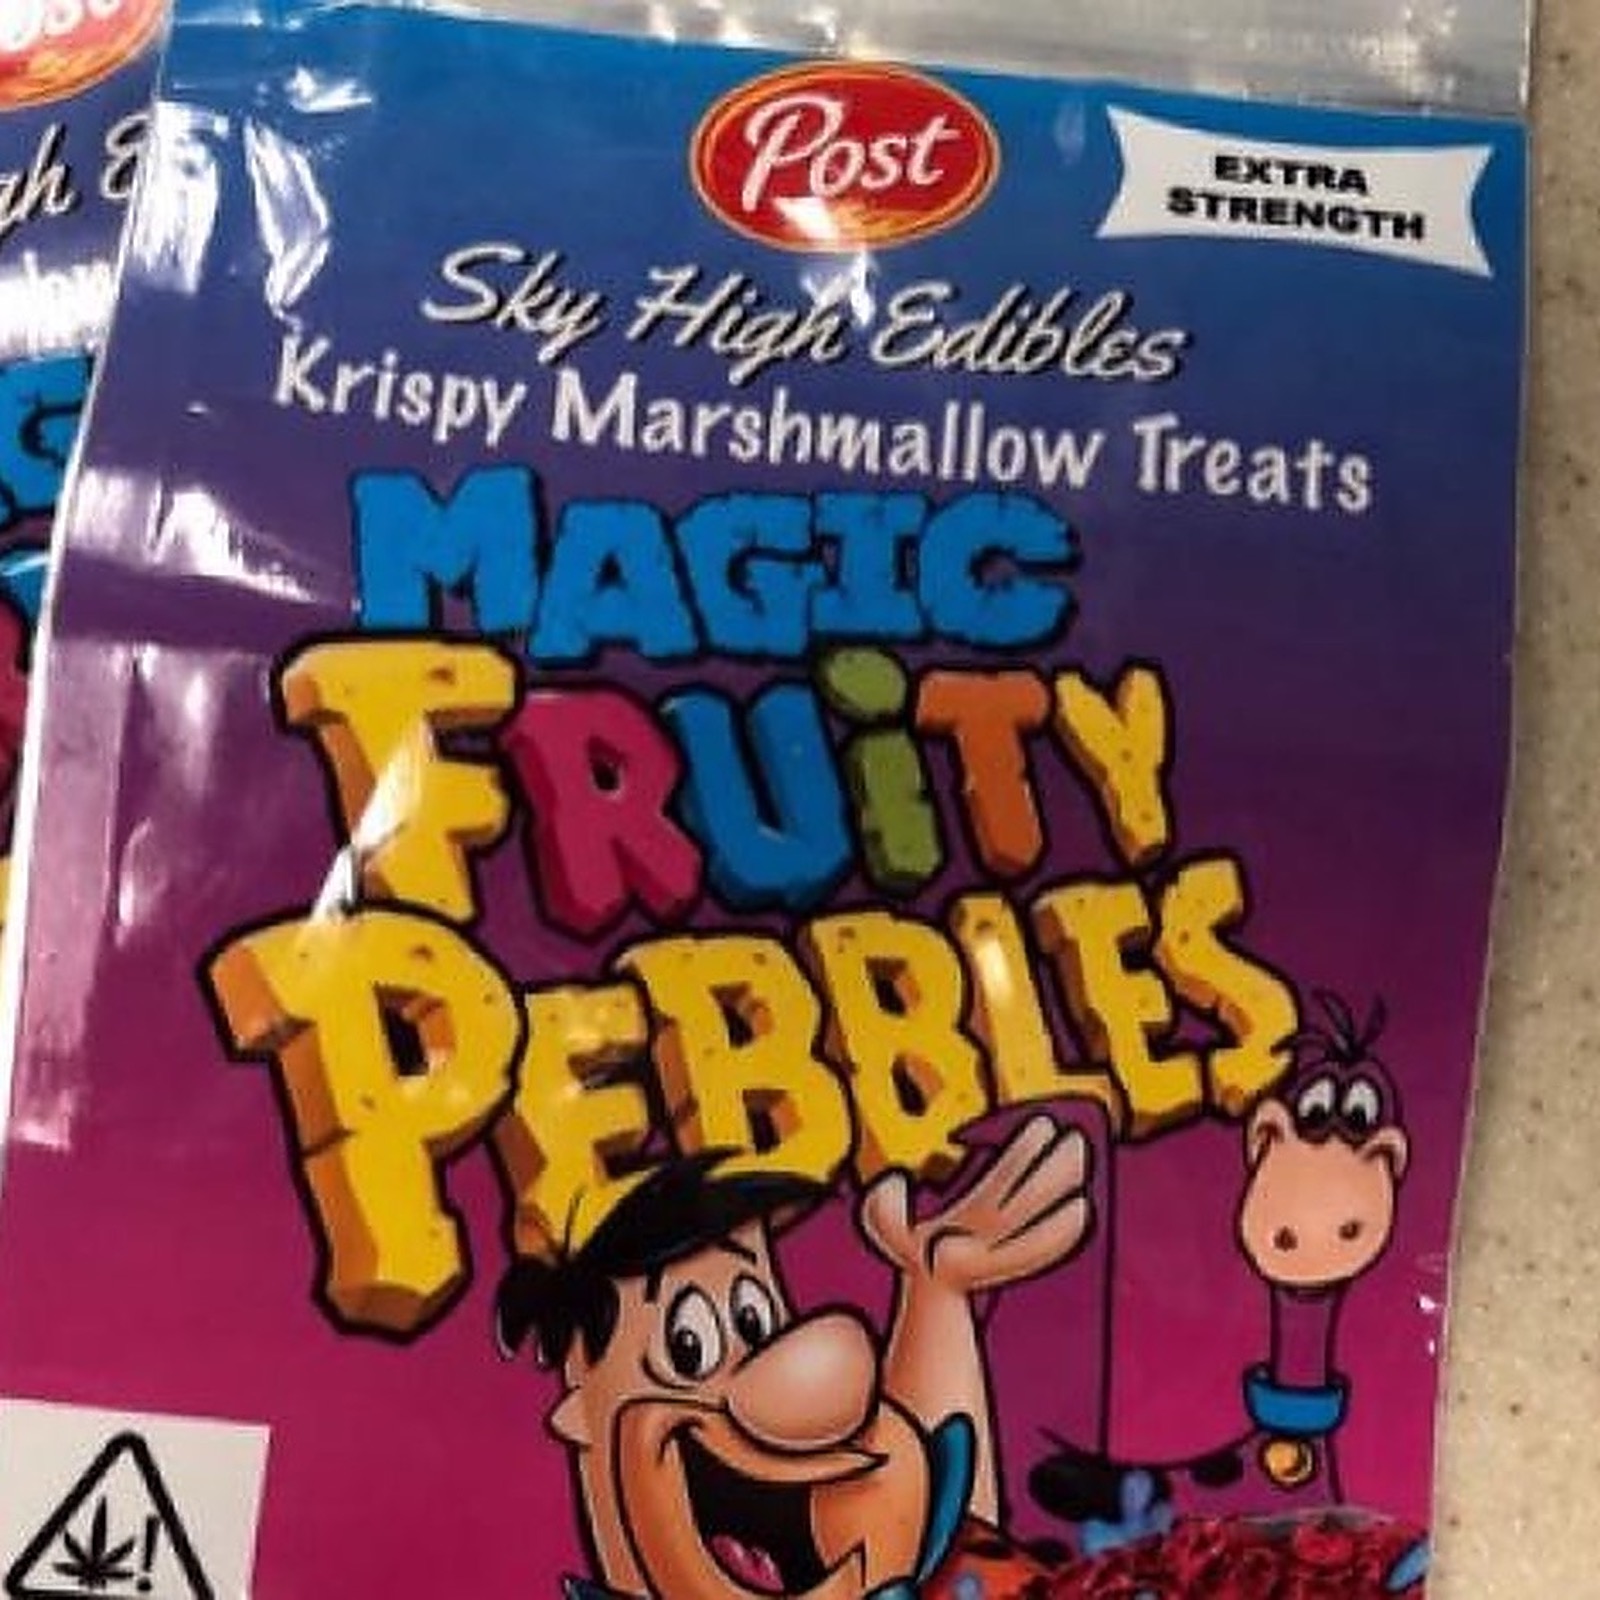 Post
EXTRA
STRENGTH
Sky High Edibles
Krispy Marshmallow Treats
MAGIC
FRUiTY
PEBBLES
!